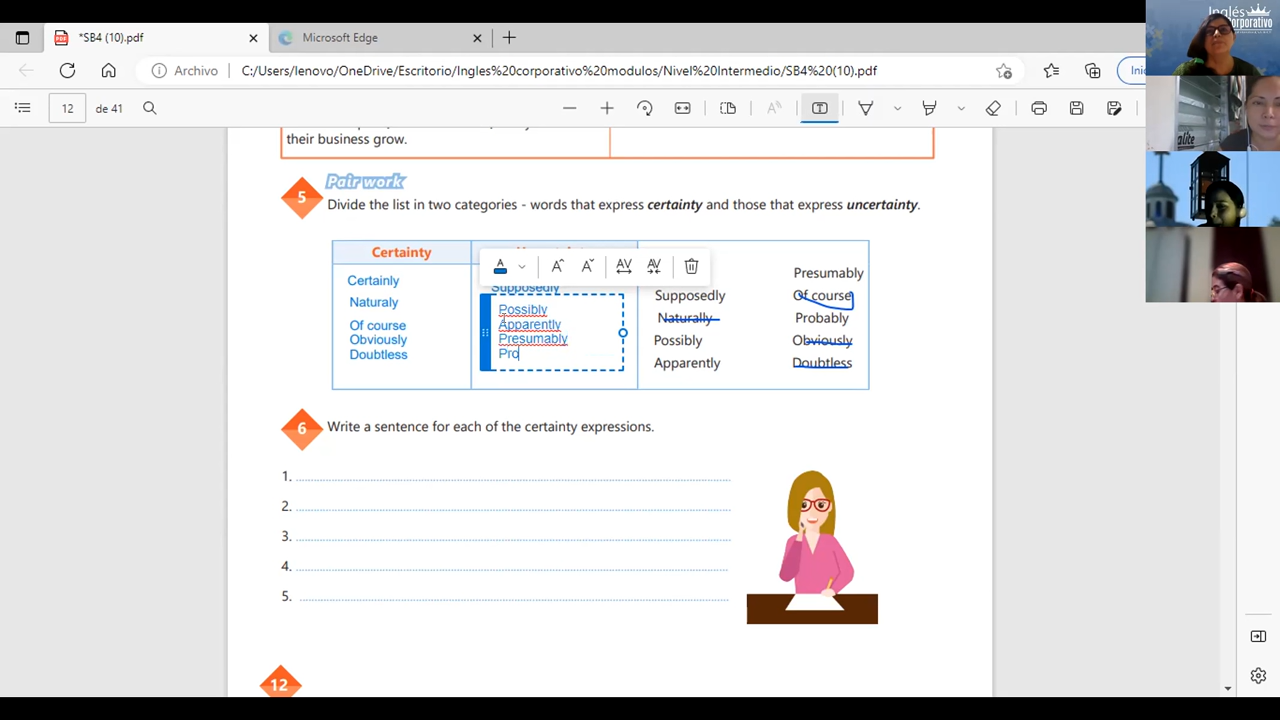 *SB4 (10).pdf
Microsoft Edge
Archivo
C:/Users/lenovo/OneDrive/Escritorio/Ingles%20corporativo%20modulos/Nivel%20Intermedio/SB4%20(10).pdf
Inic
12
de 41
their business grow.
5
Pair work
Divide the list in two categories - words that express certainty and those that express uncertainty.
Certainty
Certainly
Naturaly
Of course
Obviously
Doubtless
Supposedly
Possibly
Apparently
Presumably
Pro
Supposedly
Naturally
Possibly
Apparently
Presumably
Of course
Probably
Obviously
Doubtless
6
Write a sentence for each of the certainty expressions.
1.
2.
3.
4.
5.
12
Inglés
Corporativo